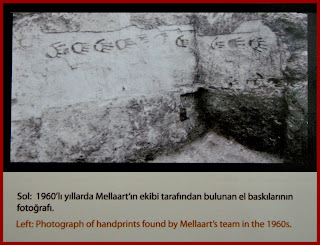 Sol: 1960'lı yıllarda Mellaart'ın ekibi tarafından bulunan el baskılarının
fotoğrafı.
Left: Photograph of handprints found by Mellaart's team in the 1960s.